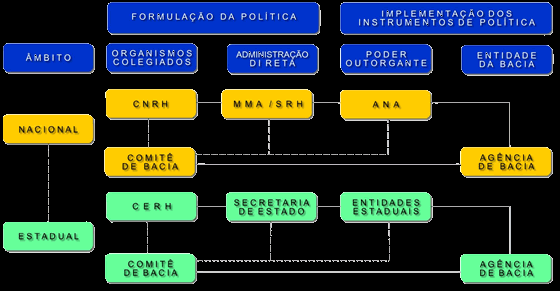 FORMULAÇÃO DA POLÍTICA
IMPLEMENTAÇÃO DOS
INSTRUMENTOS DE POLÍTICA
ÂMBITO
ORGANISMOS
COLEGIADOS
ADMINISTRAÇÃO
DIRETA
PODER
OUTORGANTE
ENTIDADE
DA BACIA
NACIONAL
CNRH
MMA / SRH
ANA
COMITÊ
DE BACIA
AGÊNCIA
DE BACIA
ESTADUAL
CERH
SECRETARIA
DE ESTADO
ENTIDADES
ESTADUAIS
COMITÊ
DE BACIA
AGÊNCIA
DE BACIA